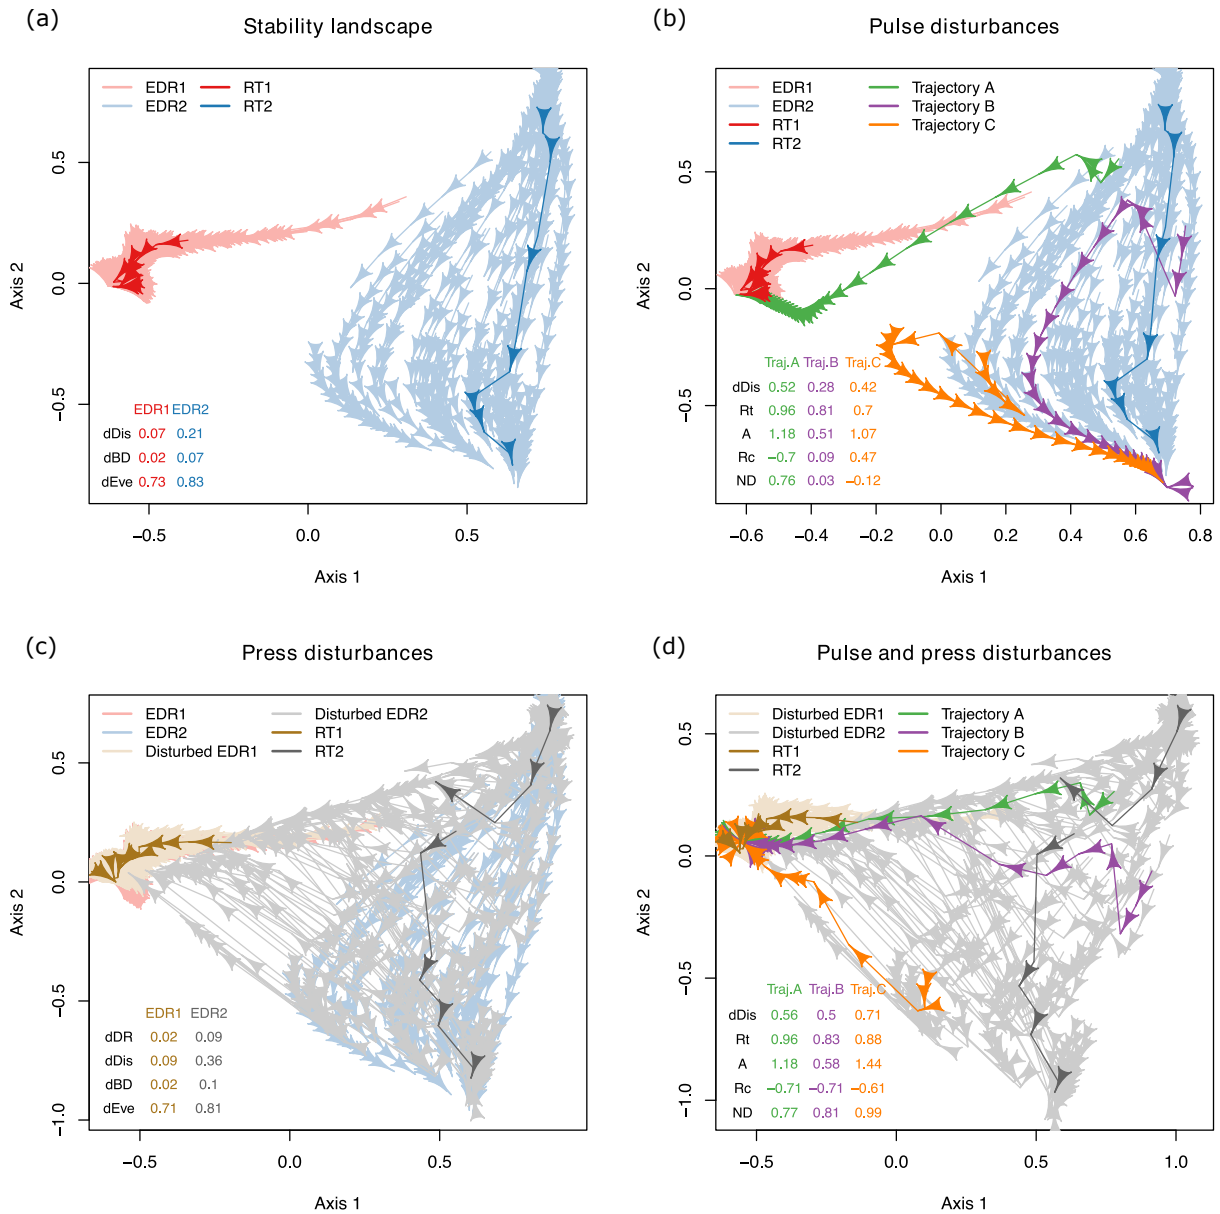 (a)
Stability landscape
EDR1 RT1
EDR2 RT2
Axis 2
0.5
0.0
−0.5
EDR1 EDR2
dDis 0.07 0.21
dBD 0.02 0.07
dEve 0.73 0.83
−0.5 0.0 0.5
Axis 1
(b)
Pulse disturbances
EDR1 Trajectory A
EDR2 Trajectory B
RT1 Trajectory C
RT2
Axis 2
0.5
0.0
−0.5
Traj.A Traj.B Traj.C
dDis 0.52 0.28 0.42
Rt 0.96 0.81 0.7
A 1.18 0.51 1.07
Rc −0.7 0.09 0.47
ND 0.76 0.03 −0.12
−0.6 −0.4 −0.2 0.0 0.2 0.4 0.6 0.8
Axis 1
(c)
Press disturbances
EDR1 Disturbed EDR2
EDR2 RT1
Disturbed EDR1 RT2
Axis 2
0.5
0.0
−0.5
−1.0
EDR1 EDR2
dDR 0.02 0.09
dDis 0.09 0.36
dBD 0.02 0.1
dEve 0.71 0.81
−0.5 0.0 0.5
Axis 1
(d)
Pulse and press disturbances
Disturbed EDR1 Trajectory A
Disturbed EDR2 Trajectory B
RT1 Trajectory C
RT2
Axis 2
0.5
0.0
−0.5
−1.0
Traj.A Traj.B Traj.C
dDis 0.56 0.5 0.71
Rt 0.96 0.83 0.88
A 1.18 0.58 1.44
Rc −0.71 −0.71 −0.61
ND 0.77 0.81 0.99
−0.5 0.0 0.5 1.0
Axis 1